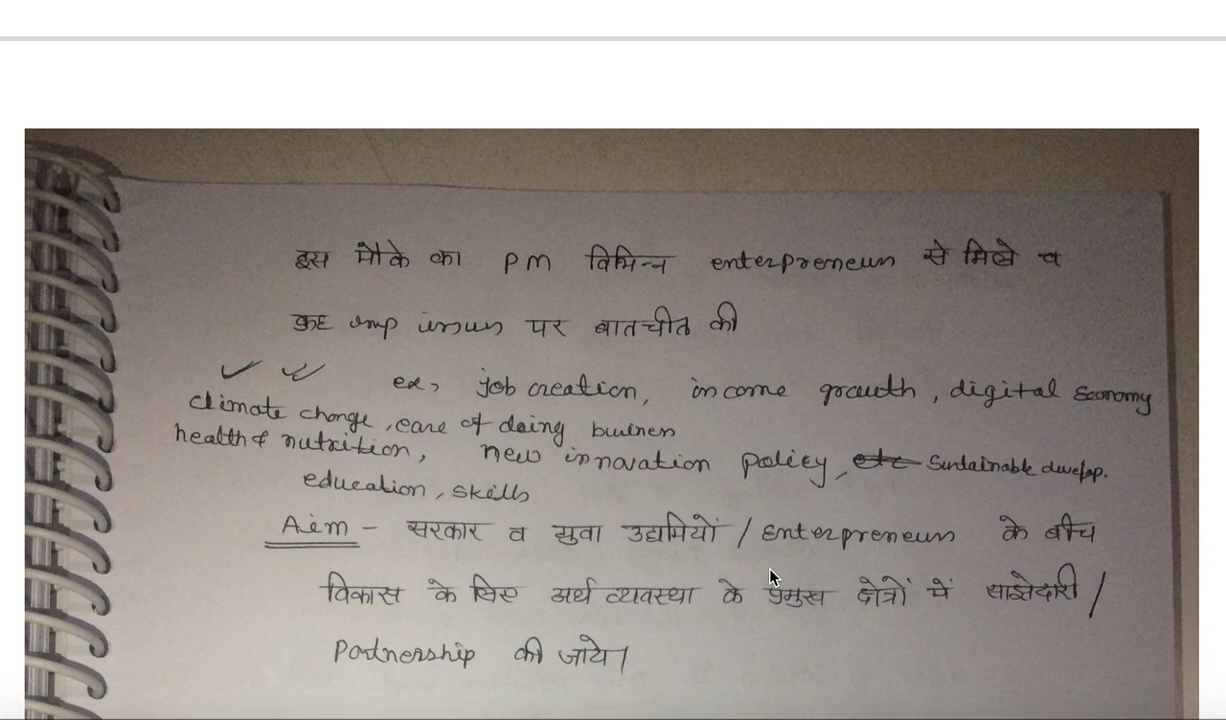 इस मौके का PM विभिन्न enterpreneurs से मिले व
कुछ imp issues पर बातचीत की
ex, job creation, income growth, digital Economy
climate change, ease of doing business
health & nutrition, new innovation policy, etc Sustainable develop.
education, skills
Aim - सरकार व युवा उद्यमियों / Enterpreneurs के बीच
विकास के लिए अर्थ व्यवस्था के प्रमुख क्षेत्रों में साझेदारी /
Partnership की जाये।